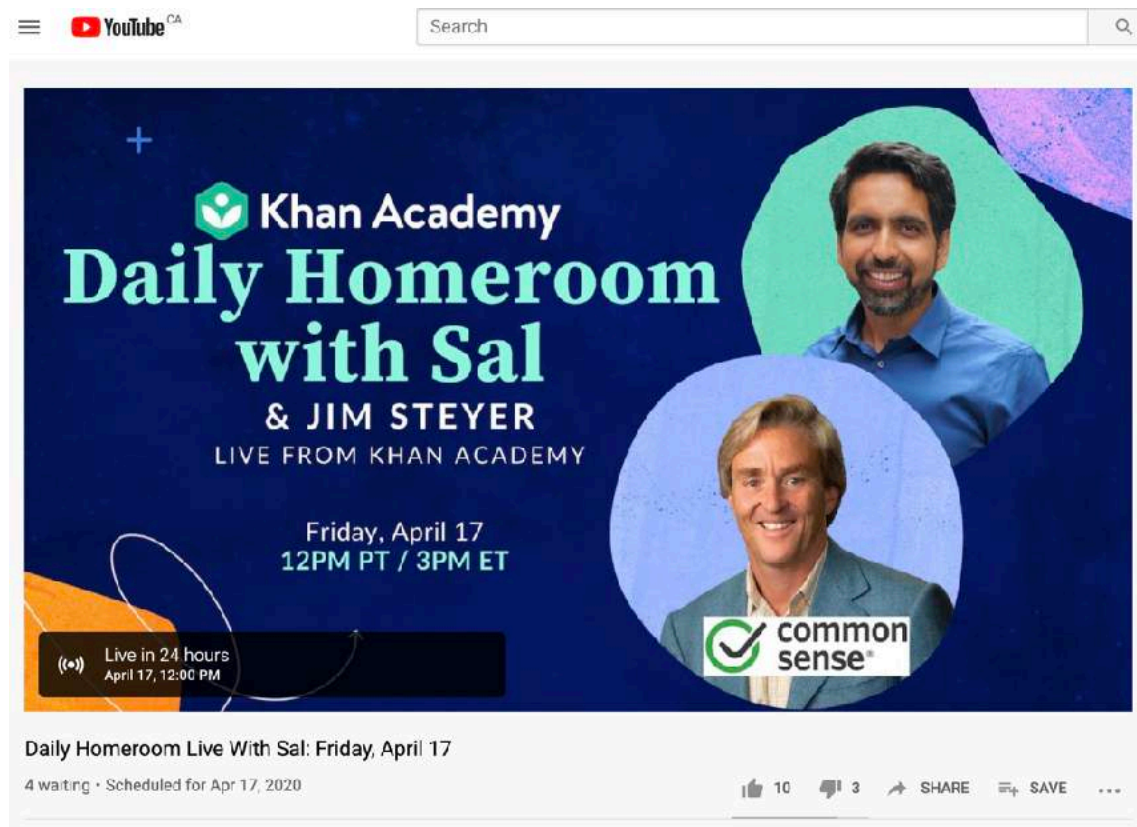 YouTube CA
Search
Khan Academy
Daily Homeroom
with Sal
& JIM STEYER
LIVE FROM KHAN ACADEMY
Friday, April 17
12PM PT / 3PM ET
common
sense®
Live in 24 hours
April 17, 12:00 PM
Daily Homeroom Live With Sal: Friday, April 17
4 waiting • Scheduled for Apr 17, 2020
10 3 SHARE SAVE